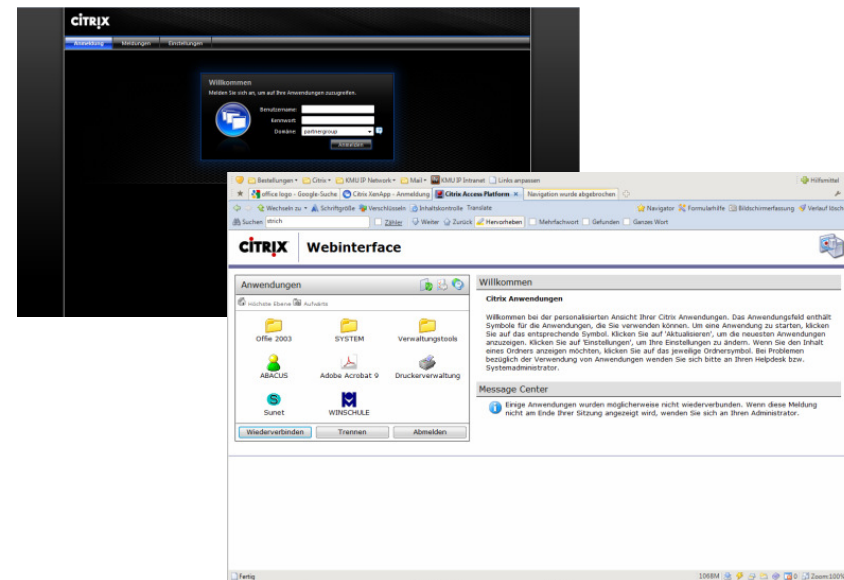 CITRIX
Anmeldung Meldungen Einstellungen
Willkommen
Melden Sie sich an, um auf Ihre Anwendungen zuzugreifen.
Benutzername:
Kennwort:
Domäne: partnergroup
Anmelden
Bestellungen Citrix KMU IP Network Mail KMU IP Intranet Links anpassen Hilfsmittel
office logo - Google-Suche Citrix XenApp - Anmeldung Citrix Access Platform Navigation wurde abgebrochen
Wechseln zu Schriftgröße Verschlüsseln Inhaltskontrolle Translate Navigator Formularhilfe Bildschirmerfassung Verlauf lösch
Suchen strich Zähler Weiter Zurück Hervorheben Mehrfachwort Gefunden Ganzes Wort
CITRIX Webinterface
Anwendungen
Höchste Ebene Aufwärts
Offie 2003 SYSTEM Verwaltungstools
ABACUS Adobe Acrobat 9 Druckerverwaltung
Sunet WINSCHULE
Wiederverbinden Trennen Abmelden
Willkommen
Citrix Anwendungen
Willkommen bei der personalisierten Ansicht Ihrer Citrix Anwendungen. Das Anwendungsfeld enthält
Symbole für die Anwendungen, die Sie verwenden können. Um eine Anwendung zu starten, klicken
Sie auf das entsprechende Symbol. Klicken Sie auf 'Aktualisieren', um die neuesten Anwendungen
anzuzeigen. Klicken Sie auf 'Einstellungen', um Ihre Einstellungen zu ändern. Wenn Sie den Inhalt
eines Ordners anzeigen möchten, klicken Sie auf das jeweilige Ordnersymbol. Bei Problemen
bezüglich der Verwendung von Anwendungen wenden Sie sich bitte an Ihren Helpdesk bzw.
Systemadministrator.
Message Center
Einige Anwendungen wurden möglicherweise nicht wiederverbunden. Wenn diese Meldung
nicht am Ende Ihrer Sitzung angezeigt wird, wenden Sie sich an Ihren Administrator.
Fertig 1068M 0 Zoom:100%